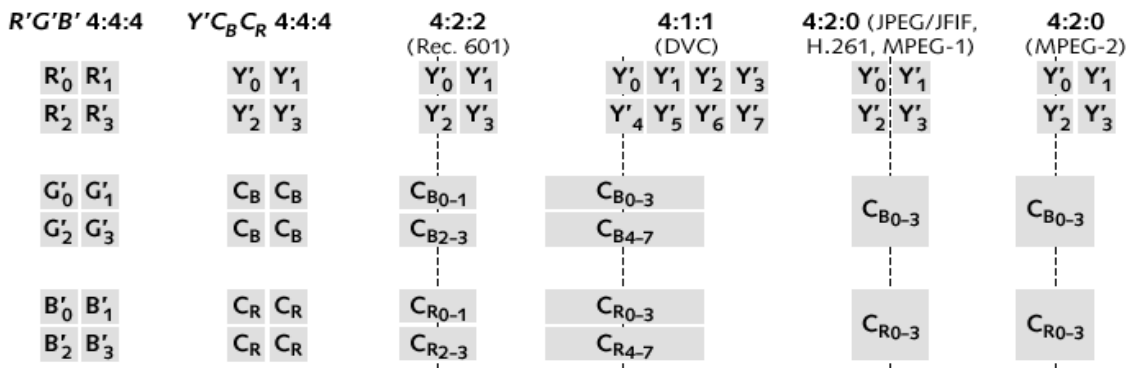 R'G'B' 4:4:4 Y'CBCR 4:4:4 4:2:2 4:1:1 4:2:0 (JPEG/JFIF, 4:2:0
(Rec. 601) (DVC) H.261, MPEG-1) (MPEG-2)
R'0 R'1 Y'0 Y'1 Y'0 Y'1 Y'0 Y'1 Y'2 Y'3 Y'0 Y'1 Y'0 Y'1
R'2 R'3 Y'2 Y'3 Y'2 Y'3 Y'4 Y'5 Y'6 Y'7 Y'2 Y'3 Y'2 Y'3
G'0 G'1 CB CB CB0–1 CB0–3
CB0–3 CB0–3
G'2 G'3 CB CB CB2–3 CB4–7
B'0 B'1 CR CR CR0–1 CR0–3
CR0–3 CR0–3
B'2 B'3 CR CR CR2–3 CR4–7